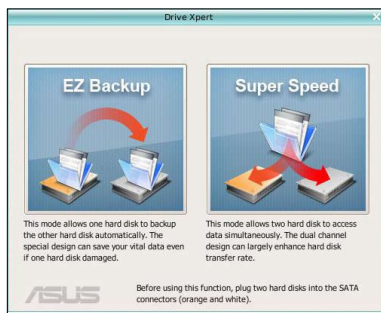 Drive Xpert
EZ Backup
Super Speed
This mode allows one hard disk to backup
the other hard disk automatically. The
special design can save your vital data even
if one hard disk damaged.
This mode allows two hard disk to access
data simultaneously. The dual channel
design can largely enhance hard disk
transfer rate.
ASUS
Before using this function, plug two hard disks into the SATA
connectors (orange and white).